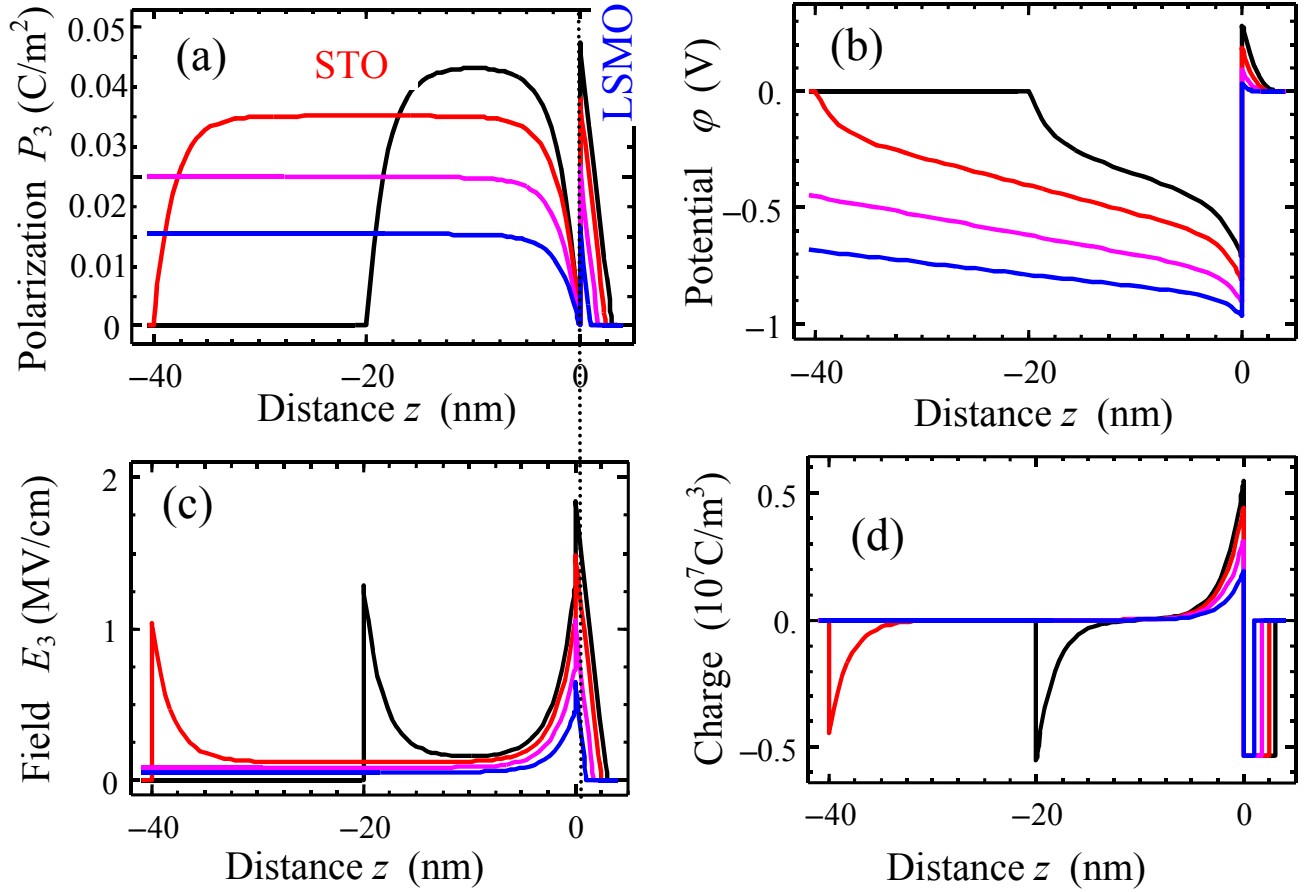 (a)
STO
LSMO
Polarization P₃ (C/m²)
0.05
0.04
0.03
0.02
0.01
0
−40
−20
0
Distance z (nm)
(b)
Potential φ (V)
0.
−0.5
−1
−40
−20
0
Distance z (nm)
(c)
Field E₃ (MV/cm)
2
1
0
−40
−20
0
Distance z (nm)
(d)
Charge (10⁷C/m³)
0.5
0.
−0.5
−40
−20
0
Distance z (nm)